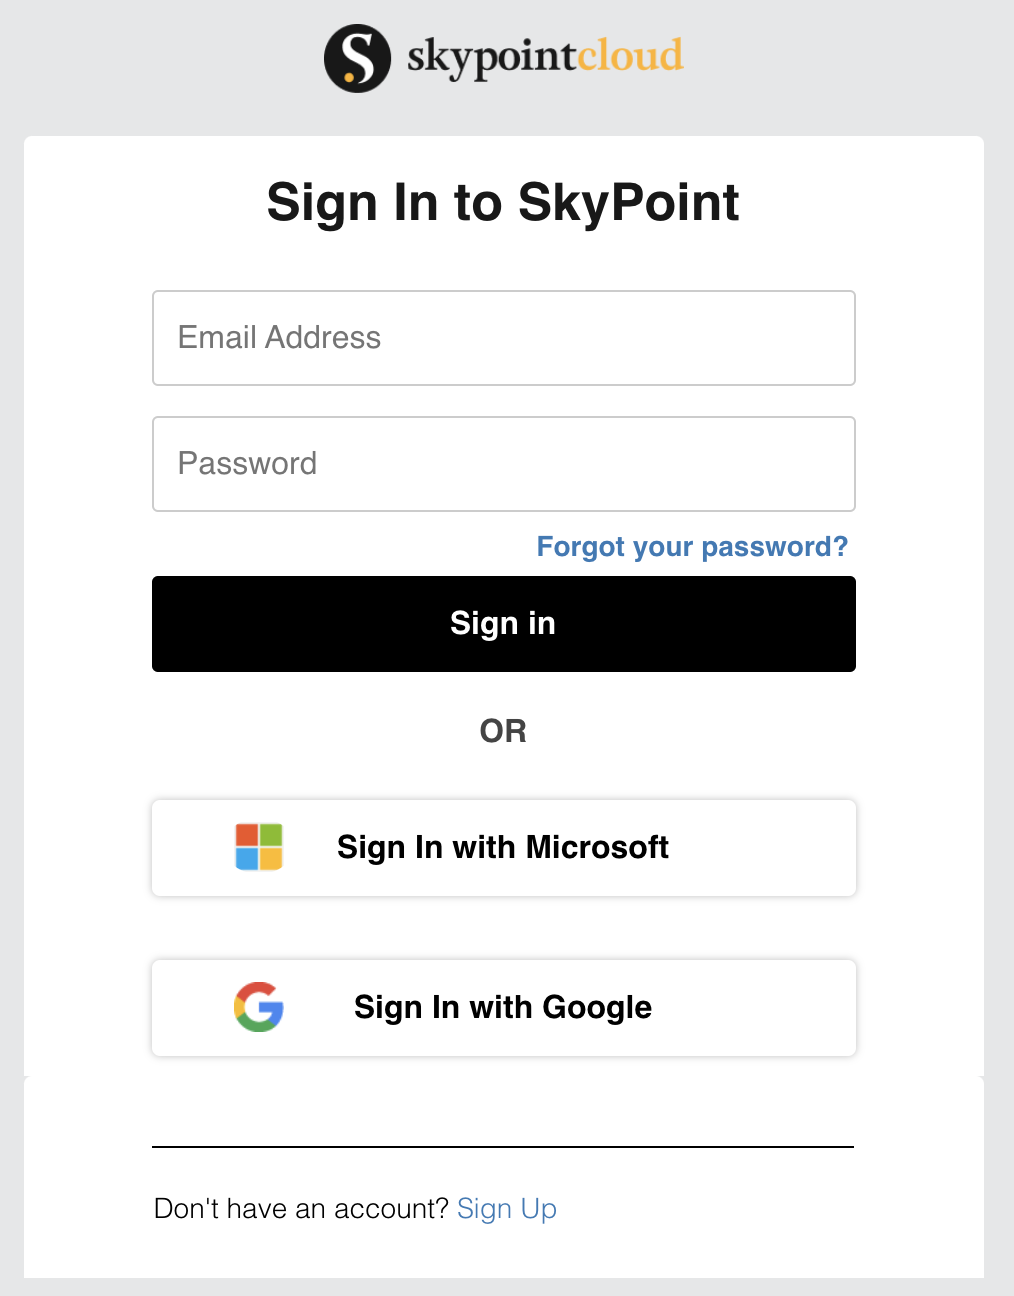 skypointcloud
Sign In to SkyPoint
Email Address
Password
Forgot your password?
Sign in
OR
Sign In with Microsoft
Sign In with Google
Don't have an account? Sign Up